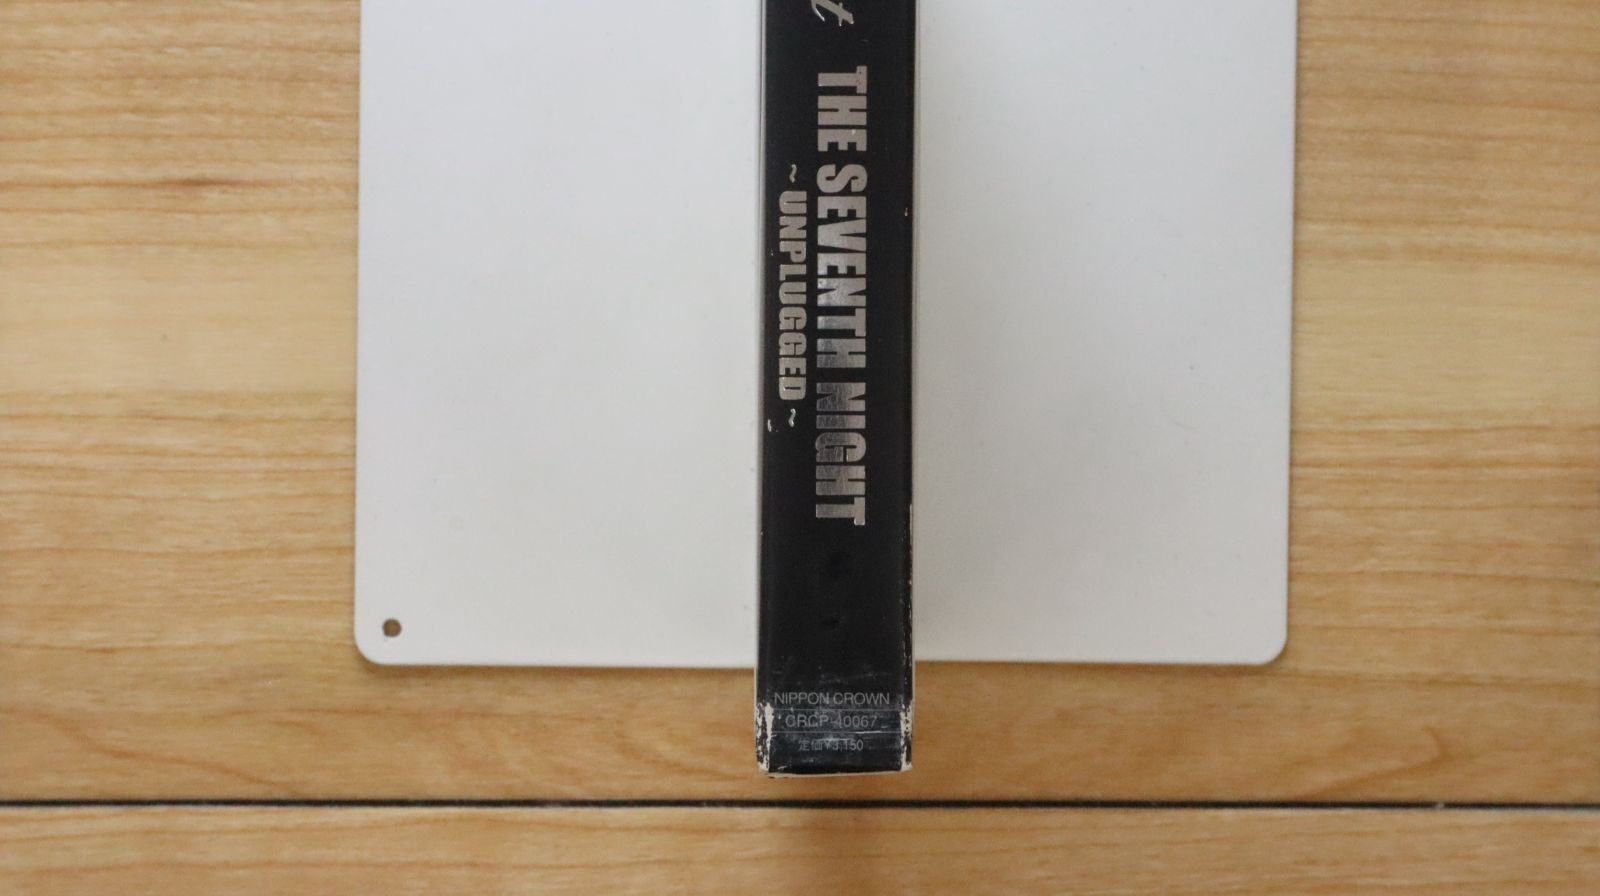 t THE SEVENTH NIGHT
～UNPLUGGED～
NIPPON CROWN
CRCP-40067
定価¥3,150